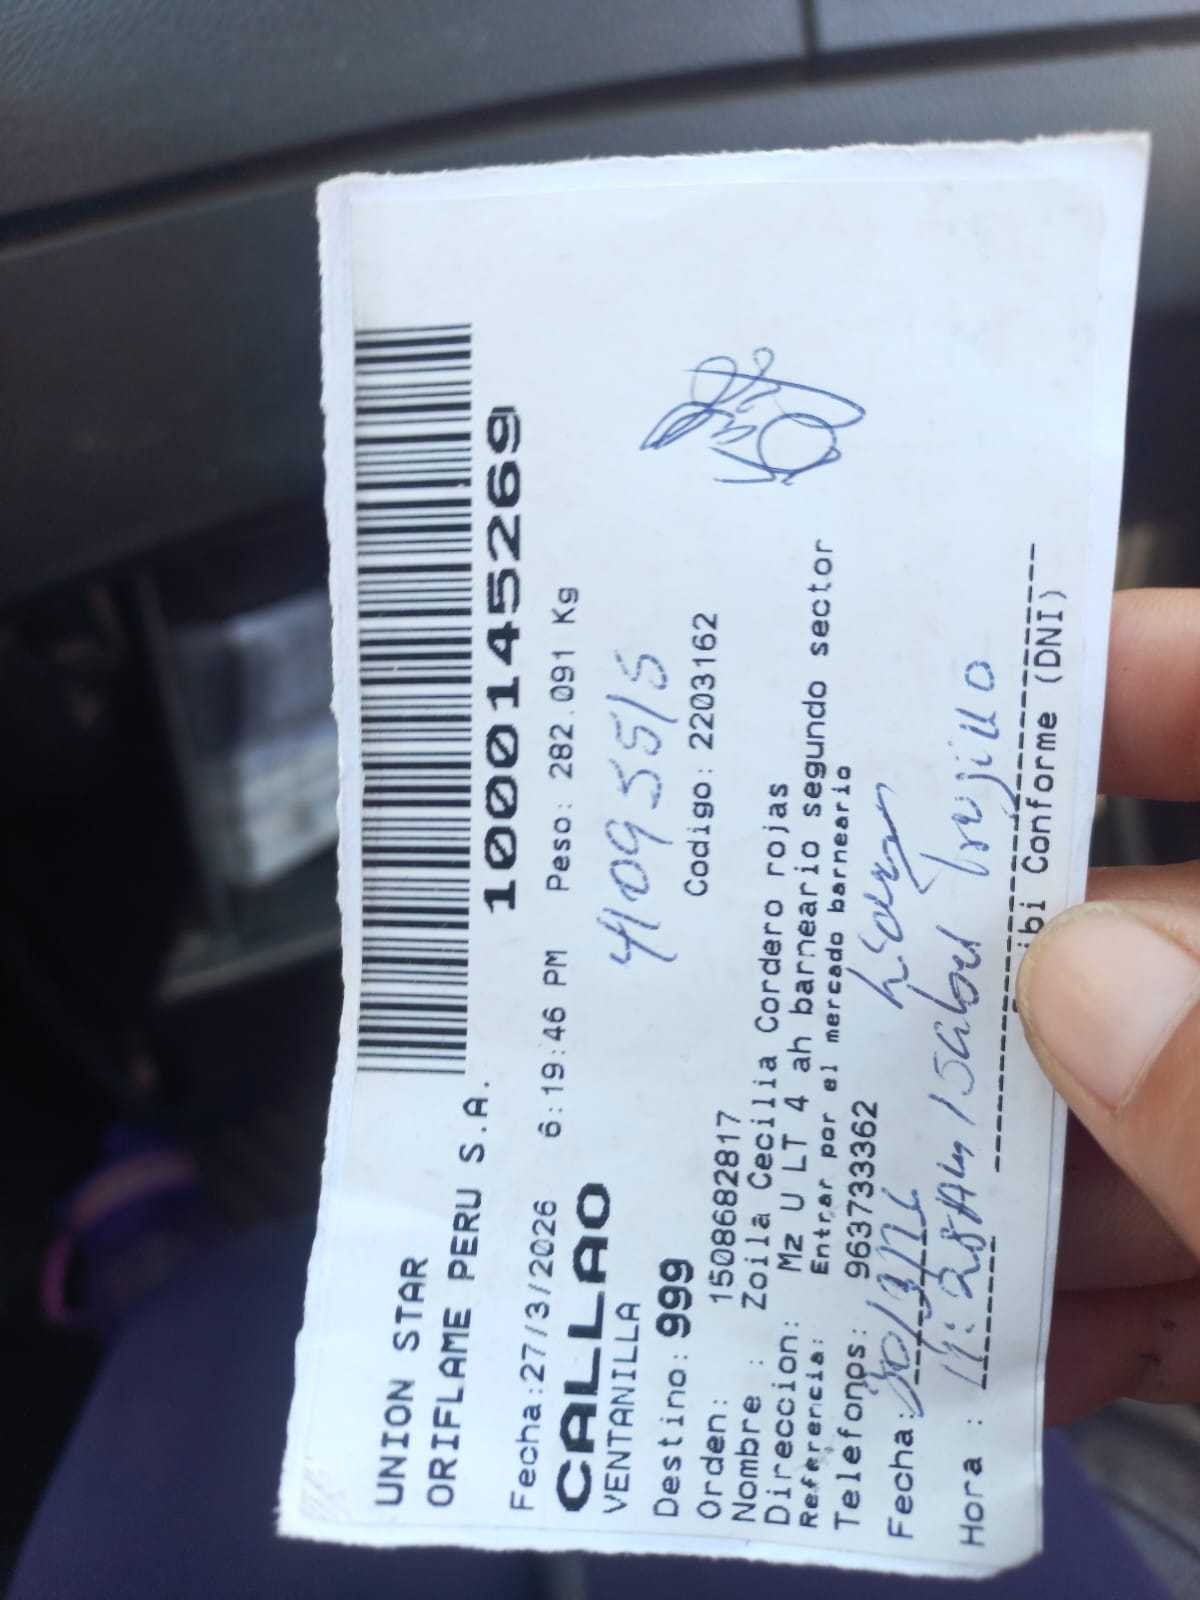 UNION STAR
ORIFLAME PERU S.A.
1000145269
Fecha:27/3/2026 6:19:46 PM Peso: 282.091 Kg
CALLAO
VENTANILLA
Destino: 999
Orden: 1508682817 Codigo: 2203162
Nombre : Zoila Cecilia Cordero rojas
Direccion: Mz U LT 4 ah barneario segundo sector
Referencia: Entrar por el mercado barneario
Telefonos: 963733362
Fecha: 30/3/26
Hora : 11:28AM Isabel Trujillo
Conforme (DNI)